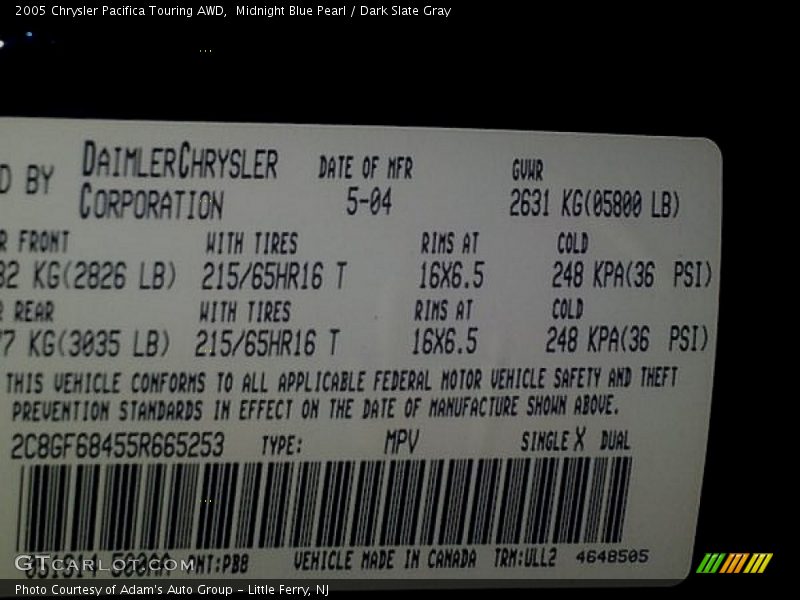 2005 Chrysler Pacifica Touring AWD,  Midnight Blue Pearl / Dark Slate Gray
D BY DAIMLERCHRYSLER CORPORATION
DATE OF MFR 5-04
GVWR 2631 KG(05800 LB)
R FRONT WITH TIRES RIMS AT COLD
82 KG(2826 LB) 215/65HR16 T 16X6.5 248 KPA(36 PSI)
R REAR WITH TIRES RIMS AT COLD
77 KG(3035 LB) 215/65HR16 T 16X6.5 248 KPA(36 PSI)
THIS VEHICLE CONFORMS TO ALL APPLICABLE FEDERAL MOTOR VEHICLE SAFETY AND THEFT
PREVENTION STANDARDS IN EFFECT ON THE DATE OF MANUFACTURE SHOWN ABOVE.
2C8GF68455R665253 TYPE: MPV SINGLE X DUAL
PNT:PB8 VEHICLE MADE IN CANADA TRM:ULL2 4648505
GTCARLOT.COM
Photo Courtesy of Adam's Auto Group - Little Ferry, NJ